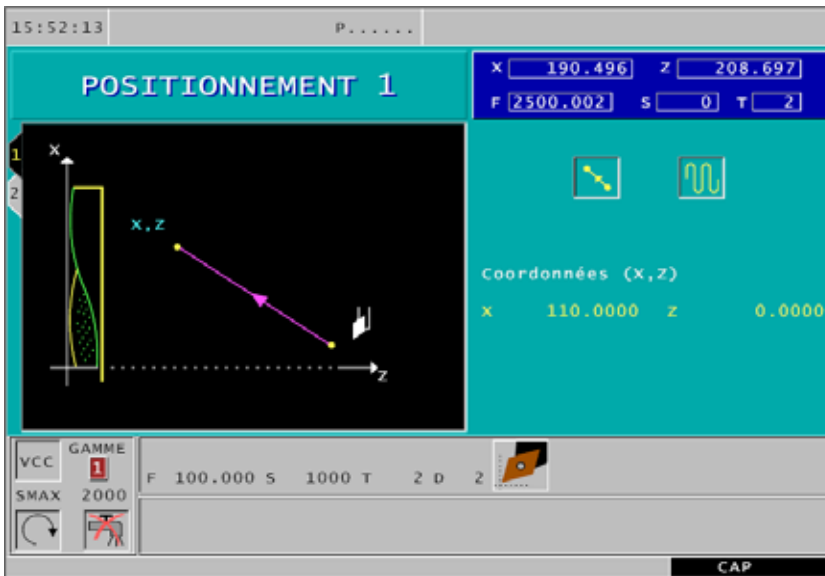 15:52:13 P......
POSITIONNEMENT 1
X 190.496 Z 208.697
F 2500.002 S 0 T 2
1
2
X
X,Z
Z
Coordonnées (X,Z)
X 110.0000 Z 0.0000
VCC GAMME
1
SMAX 2000
F 100.000 S 1000 T 2 D 2
CAP